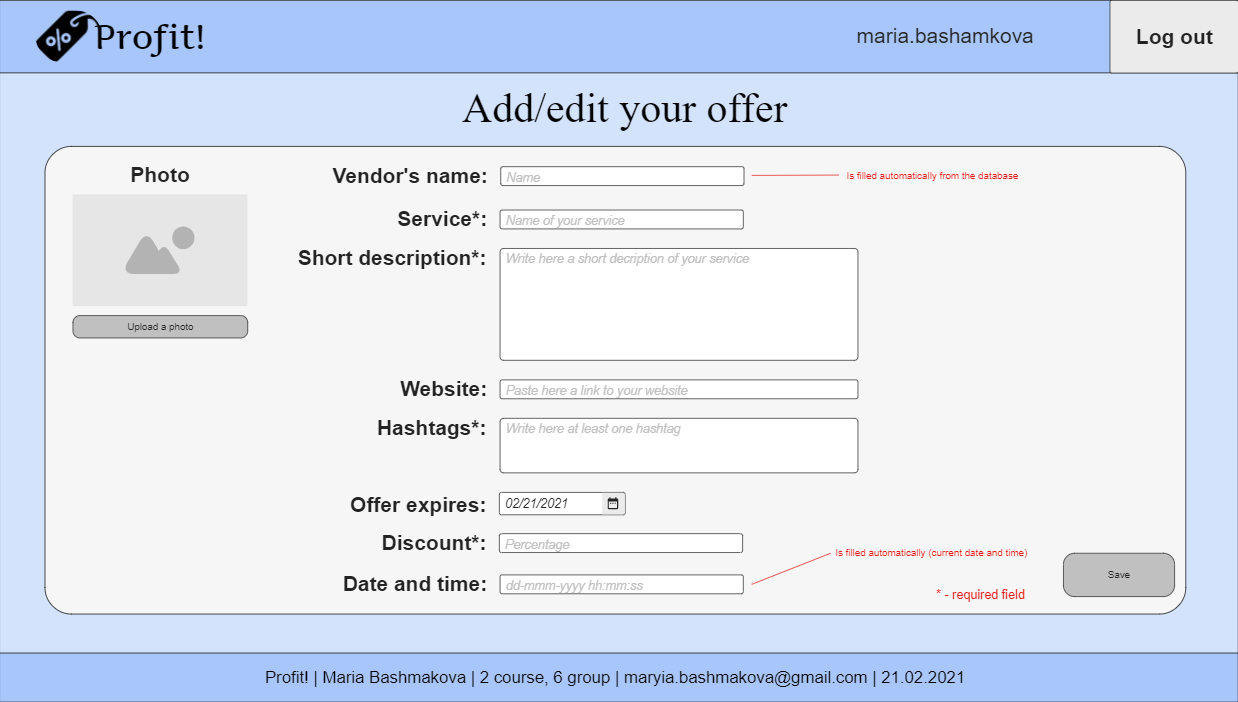 % Profit!
maria.bashamkova
Log out
Add/edit your offer
Photo
Upload a photo
Vendor's name: Name
Is filled automatically from the database
Service*: Name of your service
Short description*: Write here a short decription of your service
Website: Paste here a link to your website
Hashtags*: Write here at least one hashtag
Offer expires: 02/21/2021
Discount*: Percentage
Is filled automatically (current date and time)
Date and time: dd-mmm-yyyy hh:mm:ss
* - required field
Save
Profit! | Maria Bashmakova | 2 course, 6 group | maryia.bashmakova@gmail.com | 21.02.2021